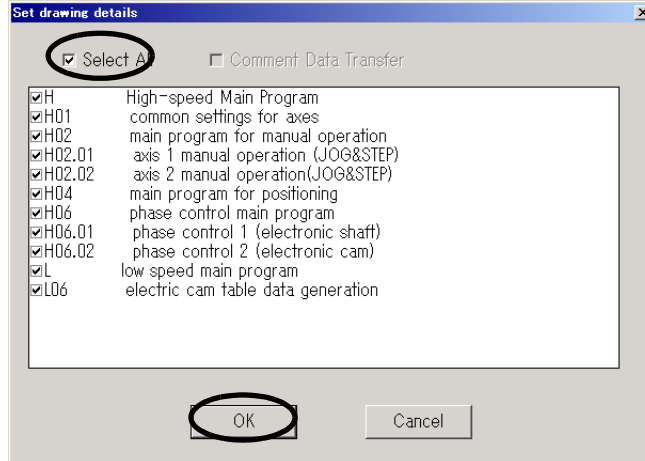 Set drawing details
Select All Comment Data Transfer
H High-speed Main Program
H01 common settings for axes
H02 main program for manual operation
H02.01 axis 1 manual operation (JOG&STEP)
H02.02 axis 2 manual operation(JOG&STEP)
H04 main program for positioning
H06 phase control main program
H06.01 phase control 1 (electronic shaft)
H06.02 phase control 2 (electronic cam)
L low speed main program
L06 electric cam table data generation
OK Cancel